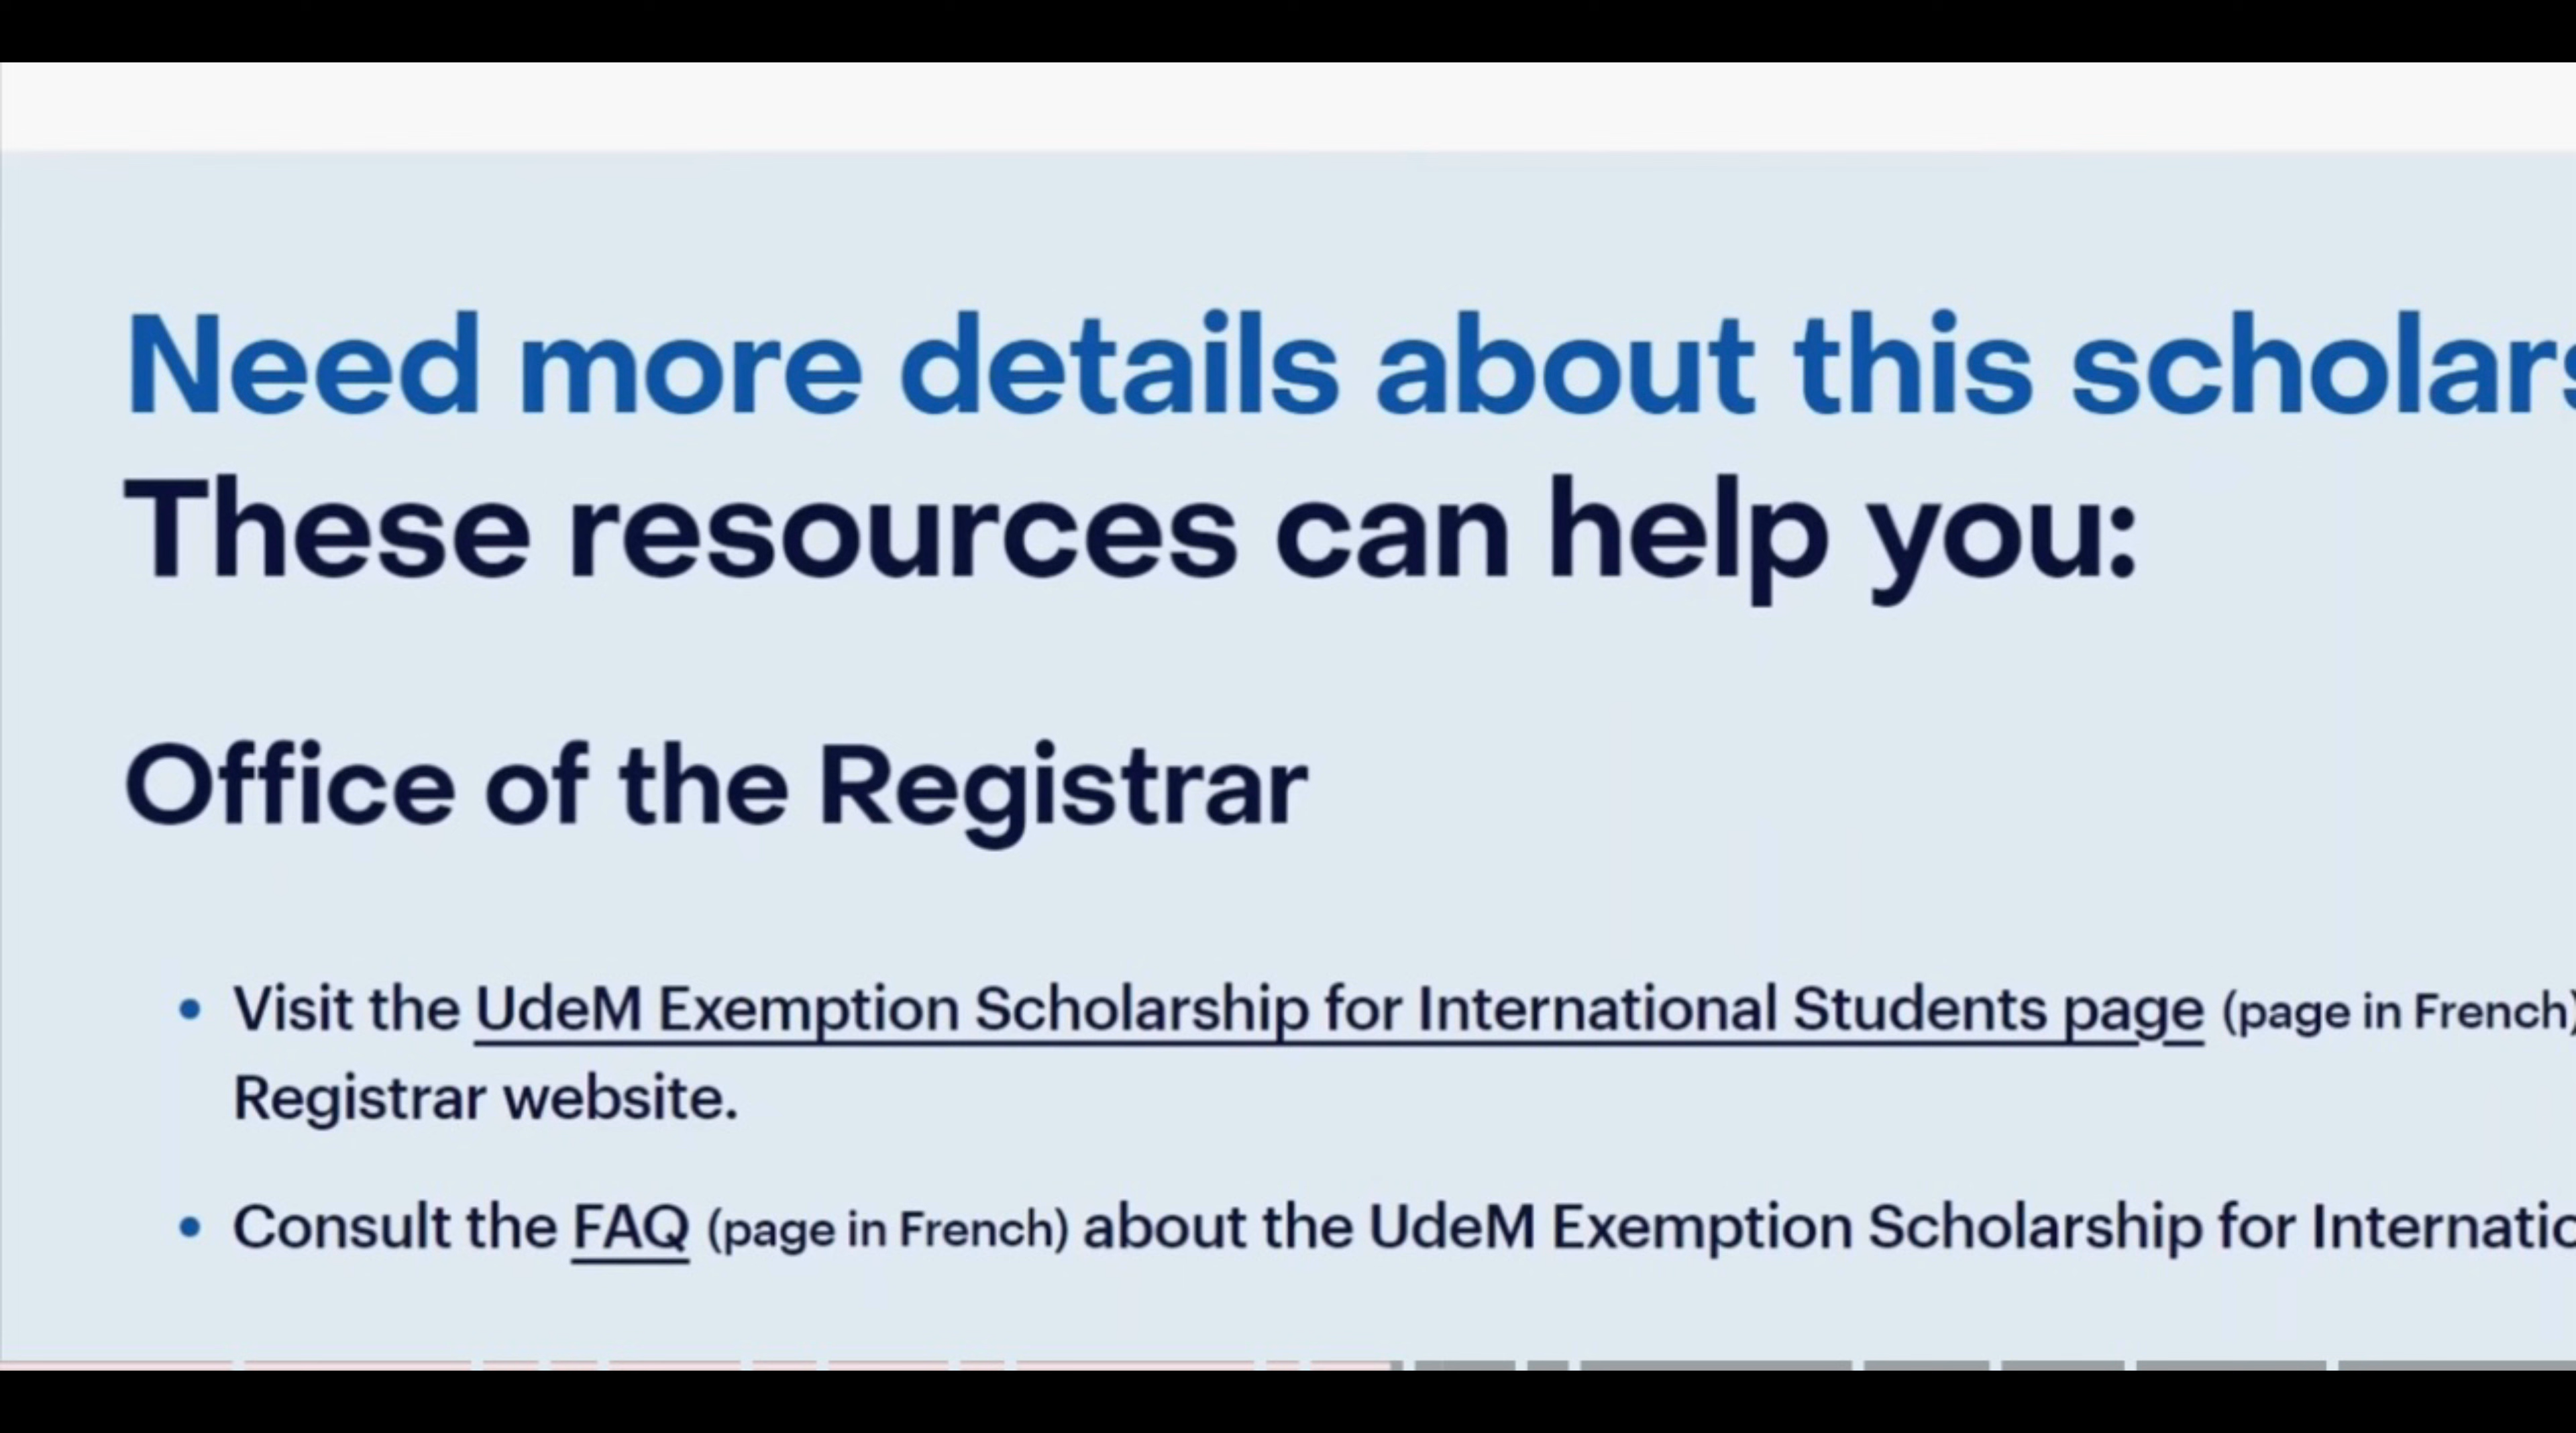 Need more details about this scholars
These resources can help you:
Office of the Registrar
• Visit the UdeM Exemption Scholarship for International Students page (page in French)
Registrar website.
• Consult the FAQ (page in French) about the UdeM Exemption Scholarship for Internatio